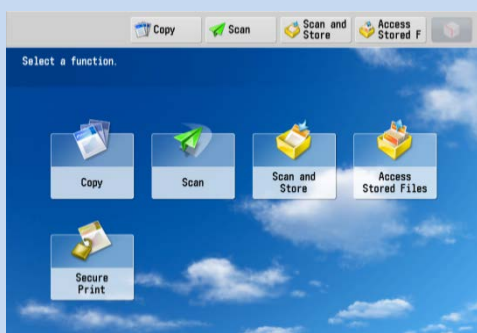 Copy
Scan
Scan and
Store
Access
Stored F
Select a function.
Copy
Scan
Scan and
Store
Access
Stored Files
Secure
Print